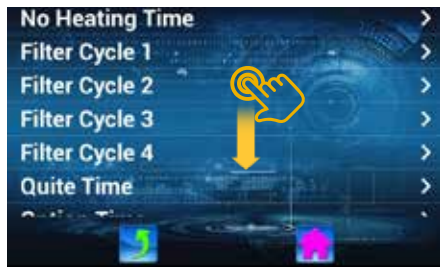 No Heating Time
Filter Cycle 1
Filter Cycle 2
Filter Cycle 3
Filter Cycle 4
Quite Time